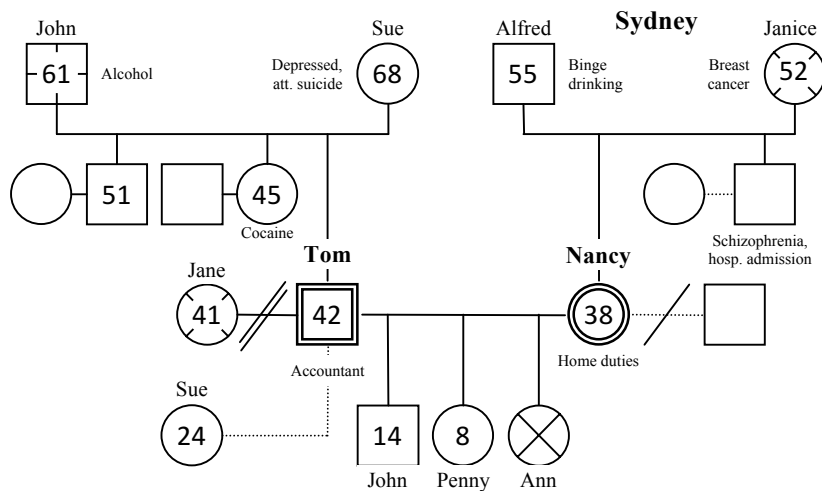 Sydney
John
Sue
Alfred
Janice
61
Alcohol
Depressed,
att. suicide
68
55
Binge
drinking
Breast
cancer
52
51
45
Cocaine
Schizophrenia,
hosp. admission
Tom
Nancy
Jane
41
42
38
Accountant
Home duties
Sue
24
14
8
John
Penny
Ann